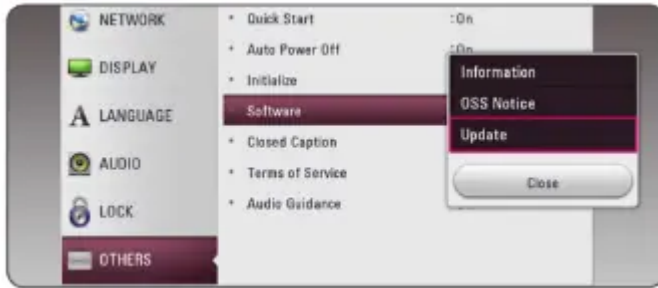 NETWORK
DISPLAY
A LANGUAGE
AUDIO
LOCK
OTHERS
• Quick Start :On
• Auto Power Off :On
• Initialize
• Software
• Closed Caption
• Terms of Service
• Audio Guidance
Information
OSS Notice
Update
Close